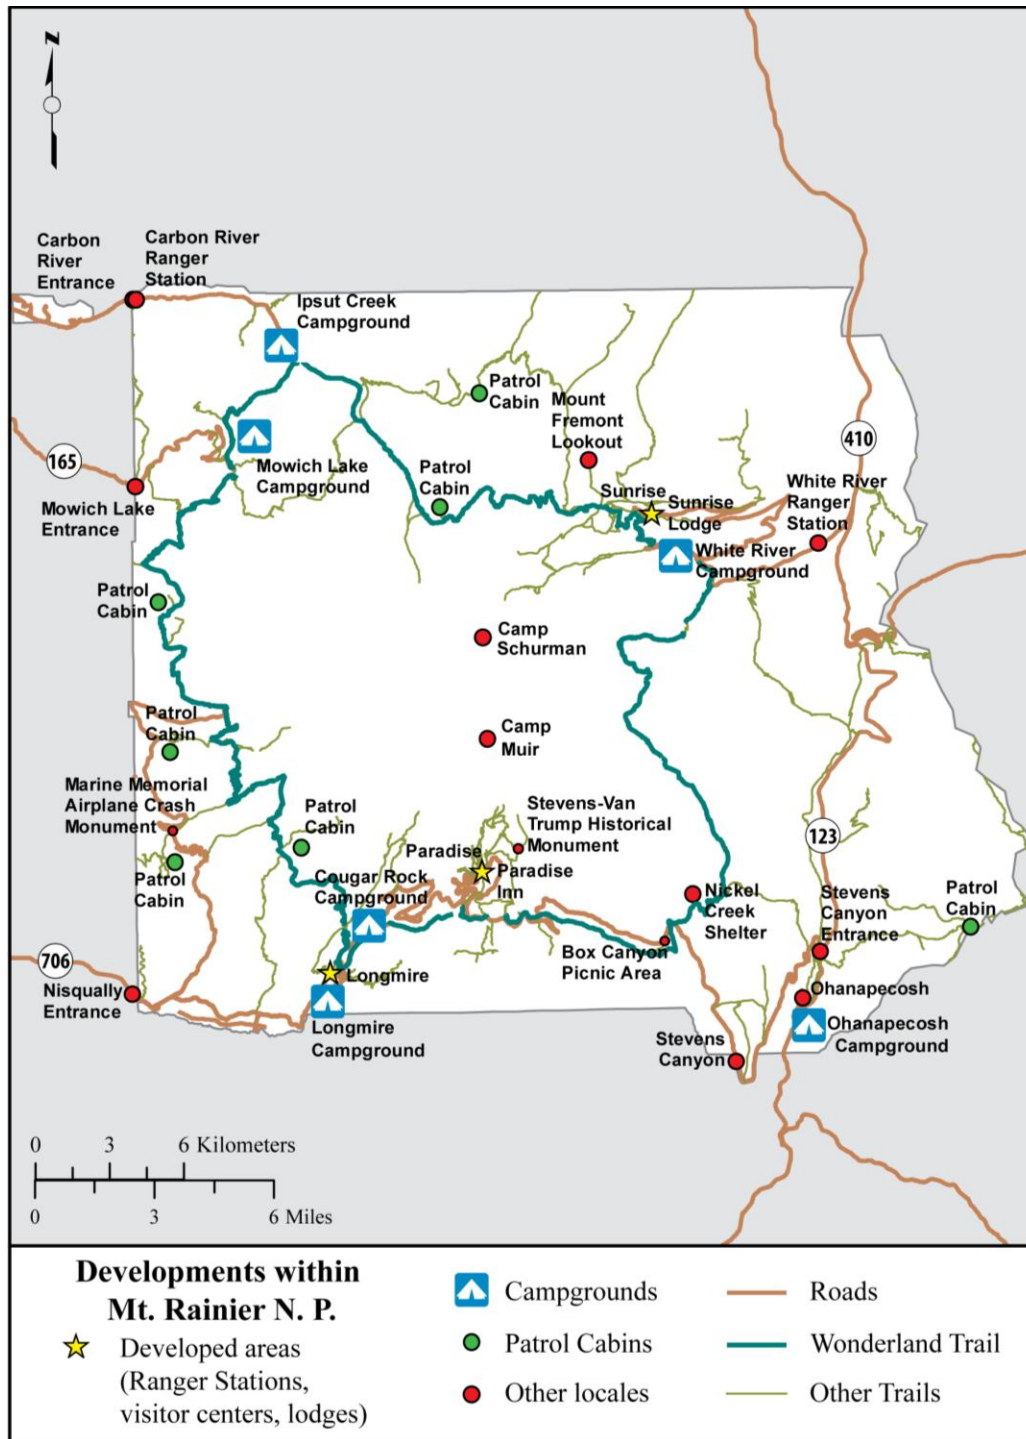 N
Carbon
River
Entrance
Carbon River
Ranger
Station
Ipsut Creek
Campground
Patrol
Cabin
Mount
Fremont
Lookout
410
165
Mowich Lake
Campground
Patrol
Cabin
Sunrise
Sunrise
Lodge
White River
Ranger
Station
Mowich Lake
Entrance
White River
Campground
Patrol
Cabin
Camp
Schurman
Patrol
Cabin
Camp
Muir
Marine Memorial
Airplane Crash
Monument
Patrol
Cabin
Stevens-Van
Trump Historical
Monument
123
Paradise
Paradise
Inn
Patrol
Cabin
Cougar Rock
Campground
Nickel
Creek
Shelter
Stevens
Canyon
Entrance
Patrol
Cabin
706
Box Canyon
Picnic Area
Longmire
Nisqually
Entrance
Ohanapecosh
Longmire
Campground
Stevens
Canyon
Ohanapecosh
Campground
0 3 6 Kilometers
0 3 6 Miles
Developments within
Mt. Rainier N. P.
Developed areas
(Ranger Stations,
visitor centers, lodges)
Campgrounds
Patrol Cabins
Other locales
Roads
Wonderland Trail
Other Trails